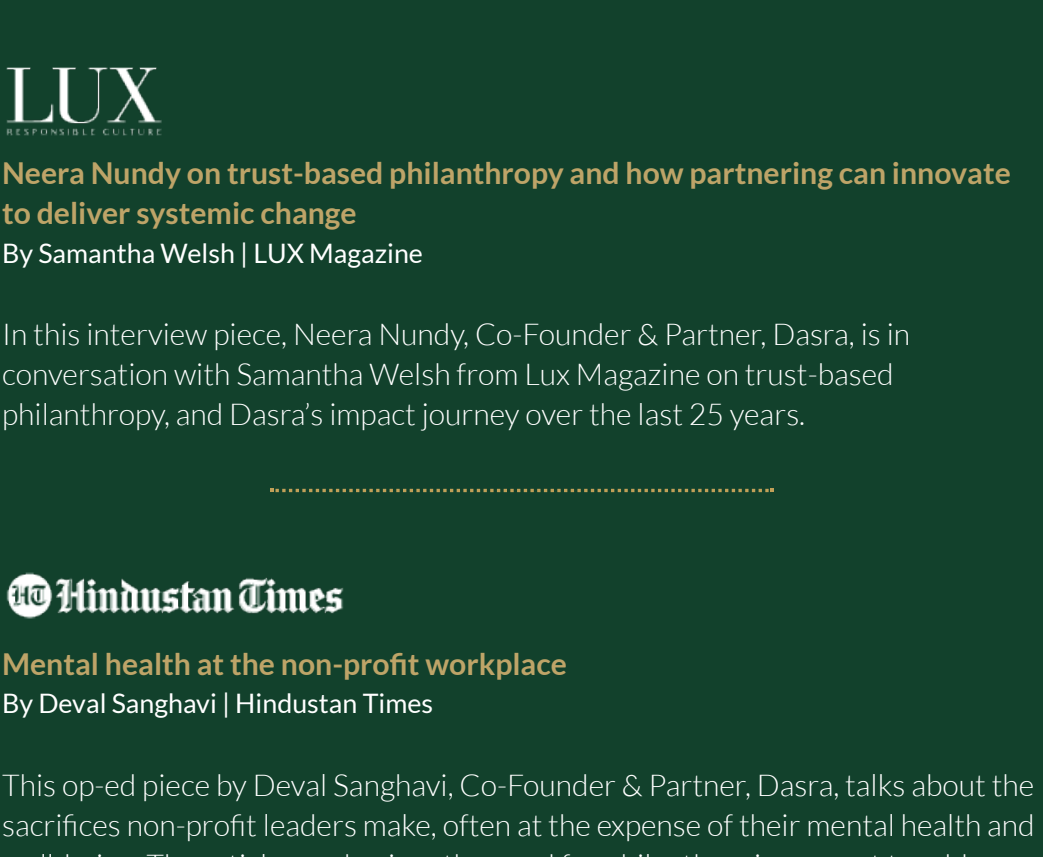 LUX
RESPONSIBLE CULTURE
Neera Nundy on trust-based philanthropy and how partnering can innovate
to deliver systemic change
By Samantha Welsh | LUX Magazine
In this interview piece, Neera Nundy, Co-Founder & Partner, Dasra, is in
conversation with Samantha Welsh from Lux Magazine on trust-based
philanthropy, and Dasra’s impact journey over the last 25 years.
HT Hindustan Times
Mental health at the non-profit workplace
By Deval Sanghavi | Hindustan Times
This op-ed piece by Deval Sanghavi, Co-Founder & Partner, Dasra, talks about the
sacrifices non-profit leaders make, often at the expense of their mental health and